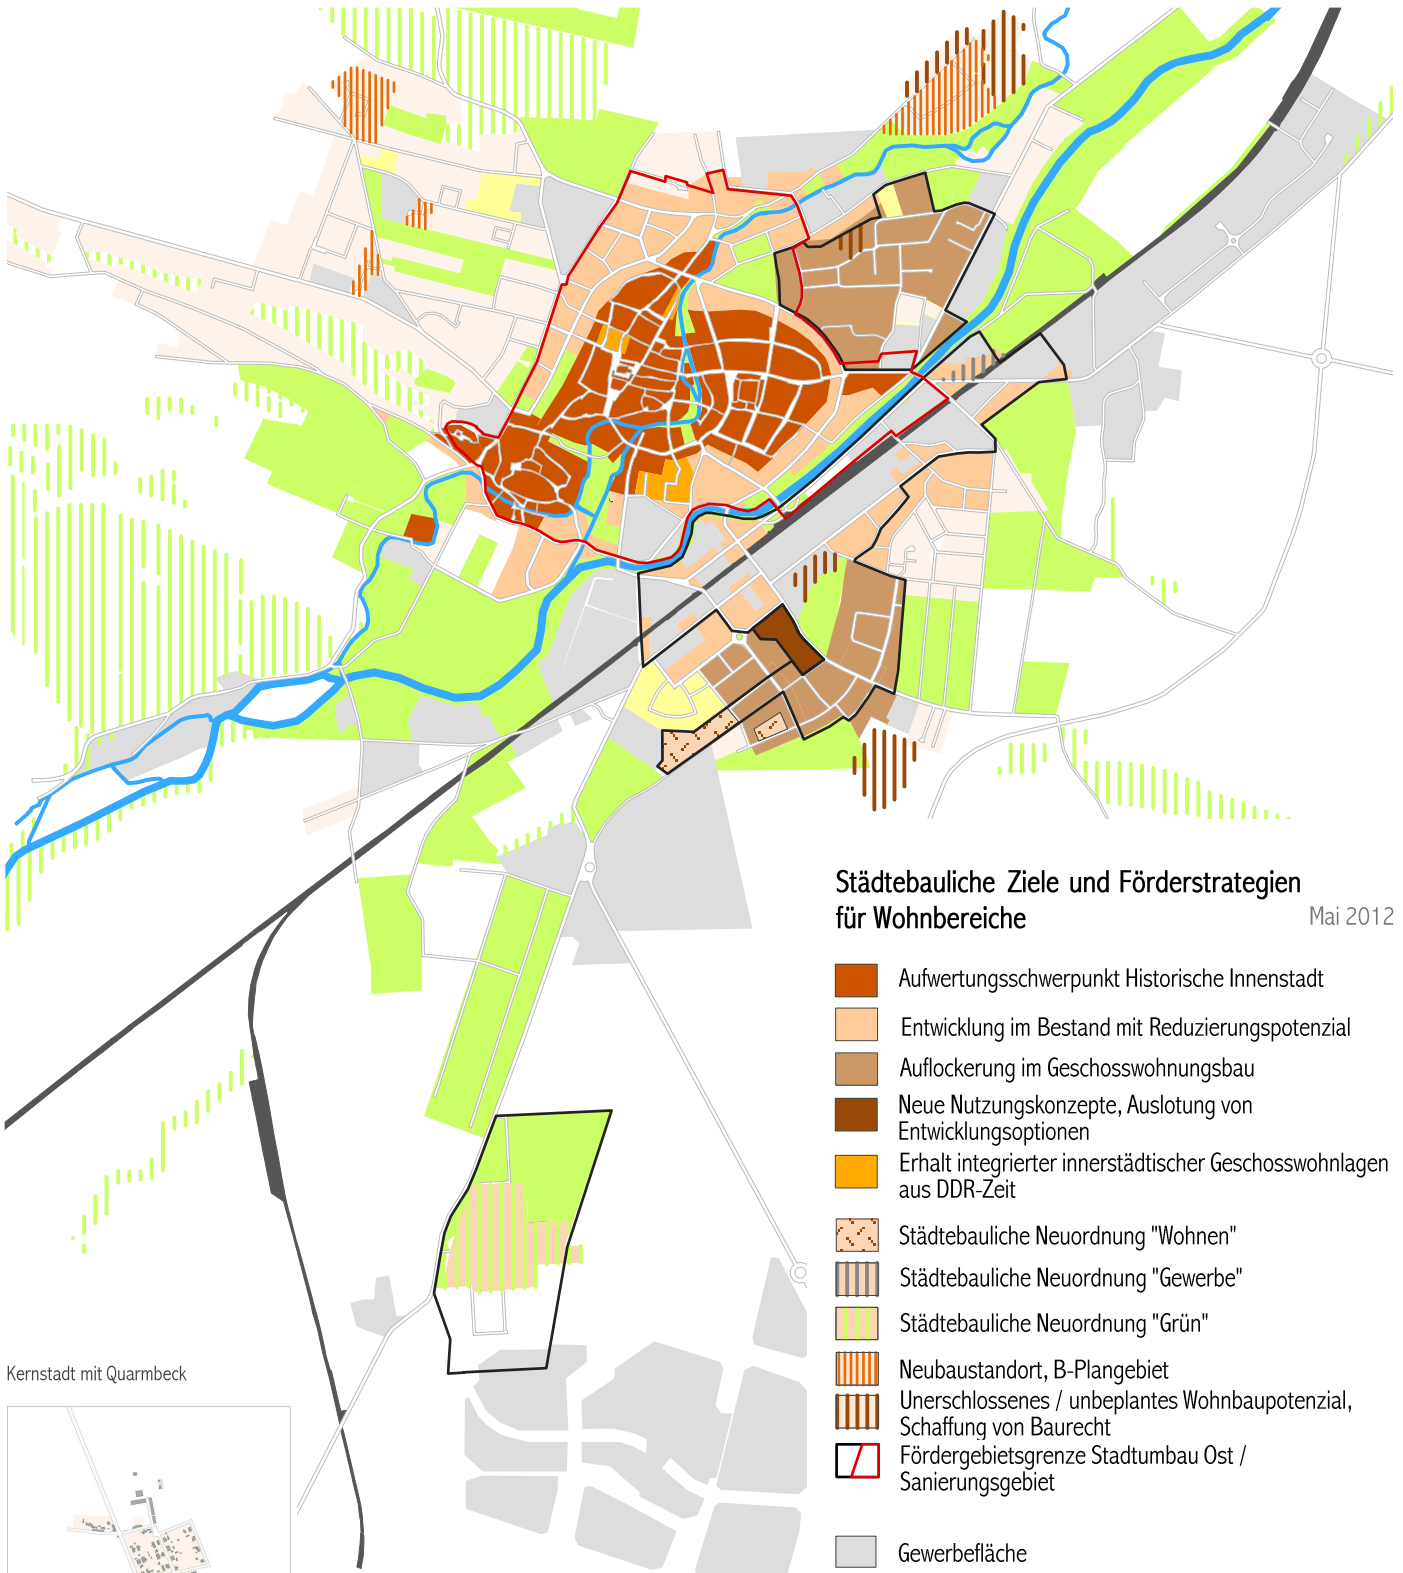 Städtebauliche Ziele und Förderstrategien
für Wohnbereiche
Mai 2012
Aufwertungsschwerpunkt Historische Innenstadt
Entwicklung im Bestand mit Reduzierungspotenzial
Auflockerung im Geschosswohnungsbau
Neue Nutzungskonzepte, Auslotung von
Entwicklungsoptionen
Erhalt integrierter innerstädtischer Geschosswohnlagen
aus DDR-Zeit
Städtebauliche Neuordnung "Wohnen"
Städtebauliche Neuordnung "Gewerbe"
Städtebauliche Neuordnung "Grün"
Neubaustandort, B-Plangebiet
Unerschlossenes / unbeplantes Wohnbaupotenzial,
Schaffung von Baurecht
Fördergebietsgrenze Stadtumbau Ost /
Sanierungsgebiet
Gewerbefläche
Kernstadt mit Quarmbeck